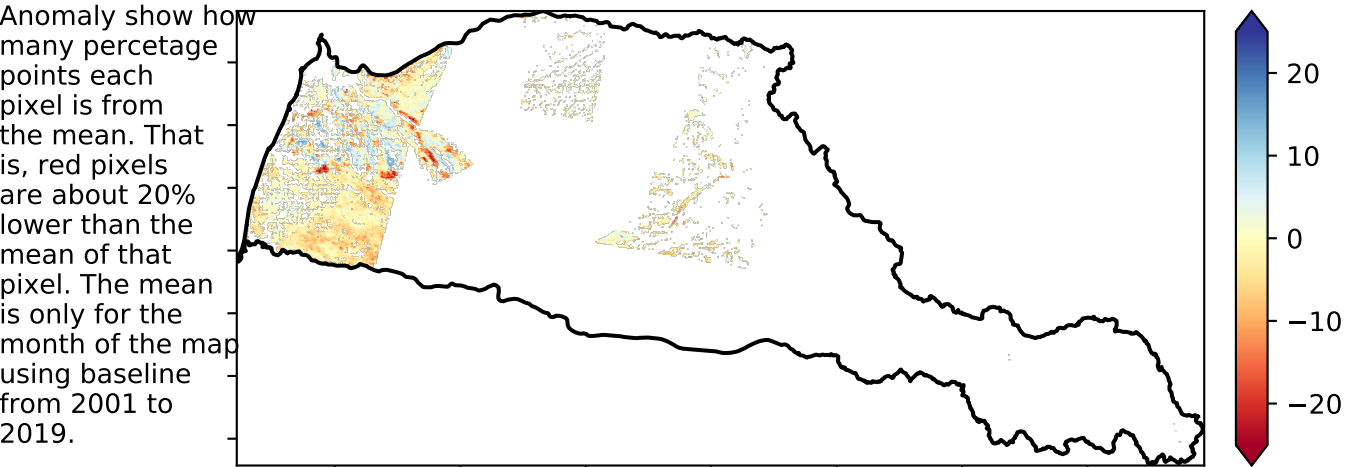 Anomaly show how
many percetage
points each
pixel is from
the mean. That
is, red pixels
are about 20%
lower than the
mean of that
pixel. The mean
is only for the
month of the map
using baseline
from 2001 to
2019.
20
10
0
−10
−20